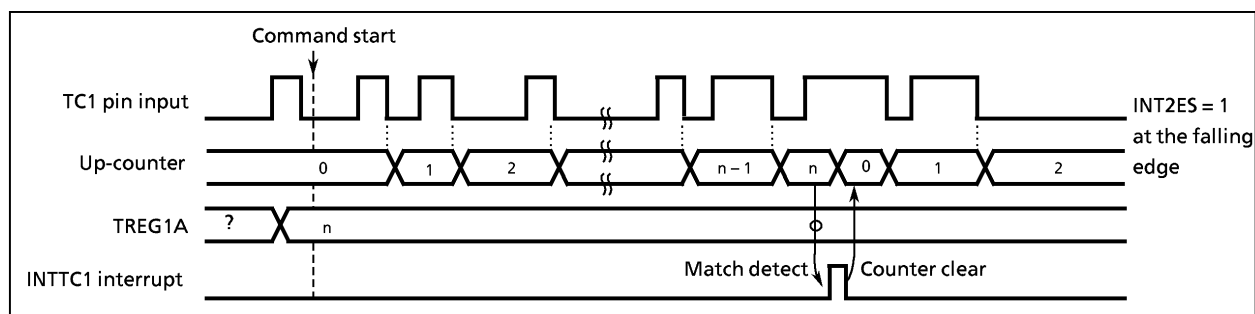 Command start
TC1 pin input
INT2ES = 1
at the falling
edge
Up-counter
0 1 2 n – 1 n 0 1 2
TREG1A
? n
Match detect Counter clear
INTTC1 interrupt